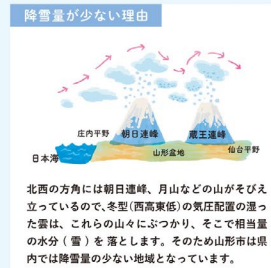 降雪量が少ない理由
庄内平野
朝日連峰
蔵王連峰
日本海
山形盆地
仙台平野
北西の方角には朝日連峰、月山などの山がそびえ
立っているので、冬型（西高東低）の気圧配置の湿っ
た雲は、これらの山々にぶつかり、そこで相当量
の水分（雪）を 落とします。そのため山形市は県
内では降雪量の少ない地域となっています。